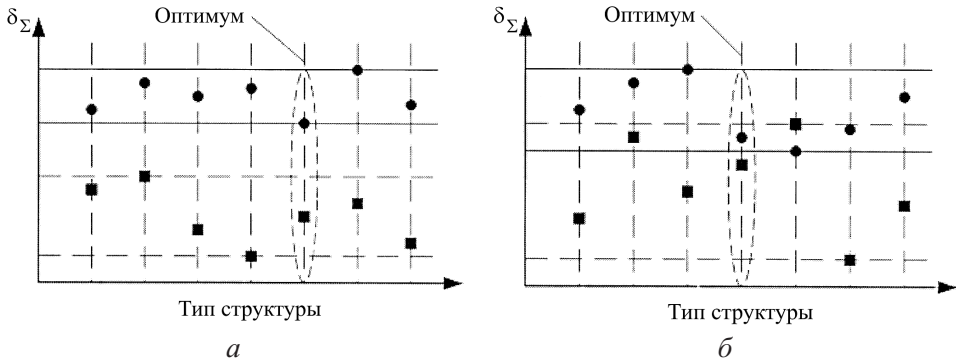 δΣ
Оптимум
Тип структуры
а
δΣ
Оптимум
Тип структуры
б